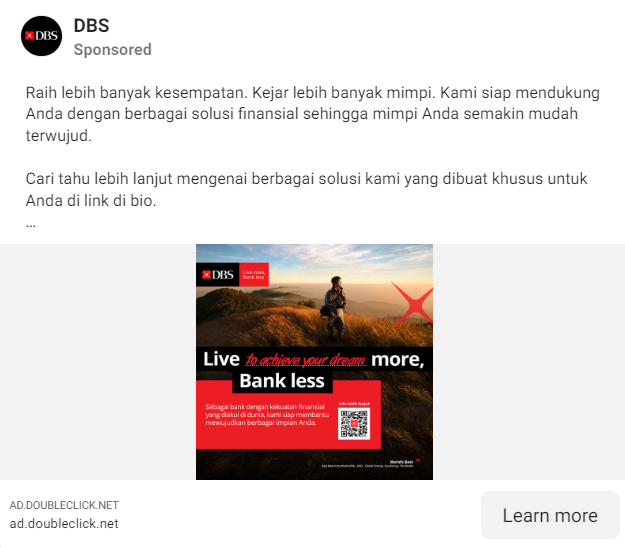 DBS
DBS
Sponsored
Raih lebih banyak kesempatan. Kejar lebih banyak mimpi. Kami siap mendukung
Anda dengan berbagai solusi finansial sehingga mimpi Anda semakin mudah
terwujud.
Cari tahu lebih lanjut mengenai berbagai solusi kami yang dibuat khusus untuk
Anda di link di bio.
...
DBS
Live more,
Bank less
Live to achieve your dream more,
Bank less
Sebagai bank dengan kekuatan finansial
yang diakui di dunia, kami siap membantu
mewujudkan berbagai impian Anda.
Info lebih lanjut
World's Best
AD.DOUBLECLICK.NET
ad.doubleclick.net
Learn more